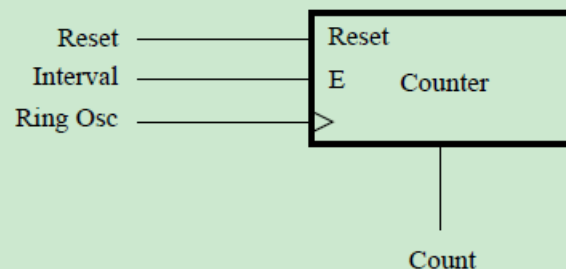 Reset
Interval
Ring Osc
Reset
E Counter
Count